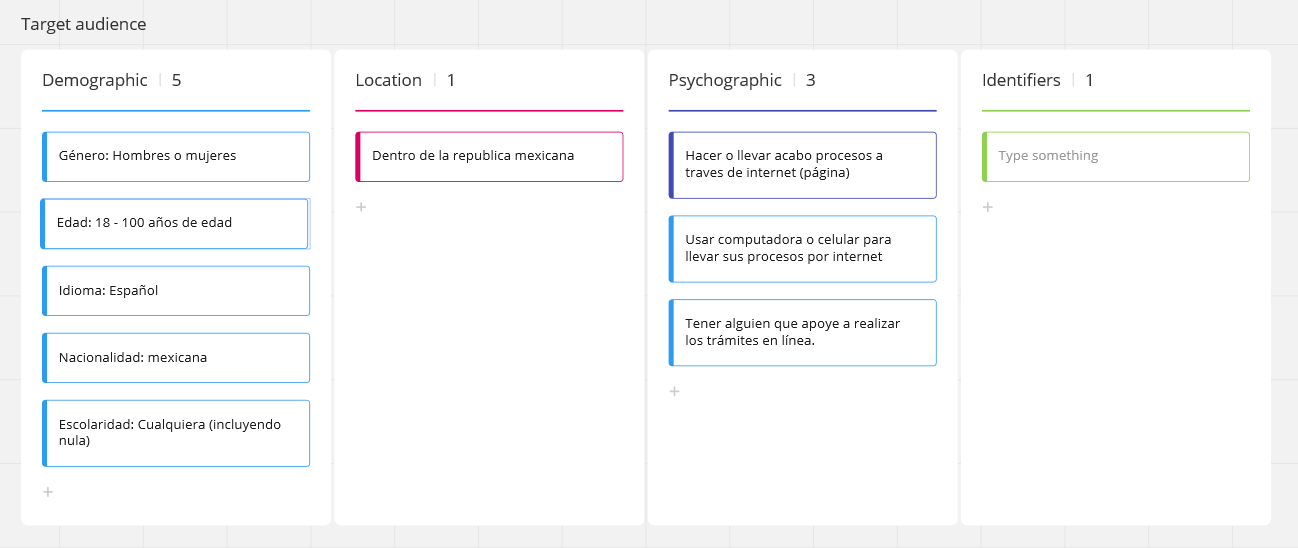 Target audience
Demographic | 5
Género: Hombres o mujeres
Edad: 18 - 100 años de edad
Idioma: Español
Nacionalidad: mexicana
Escolaridad: Cualquiera (incluyendo
nula)
+
Location | 1
Dentro de la republica mexicana
+
Psychographic | 3
Hacer o llevar acabo procesos a
traves de internet (página)
Usar computadora o celular para
llevar sus procesos por internet
Tener alguien que apoye a realizar
los trámites en línea.
+
Identifiers | 1
Type something
+